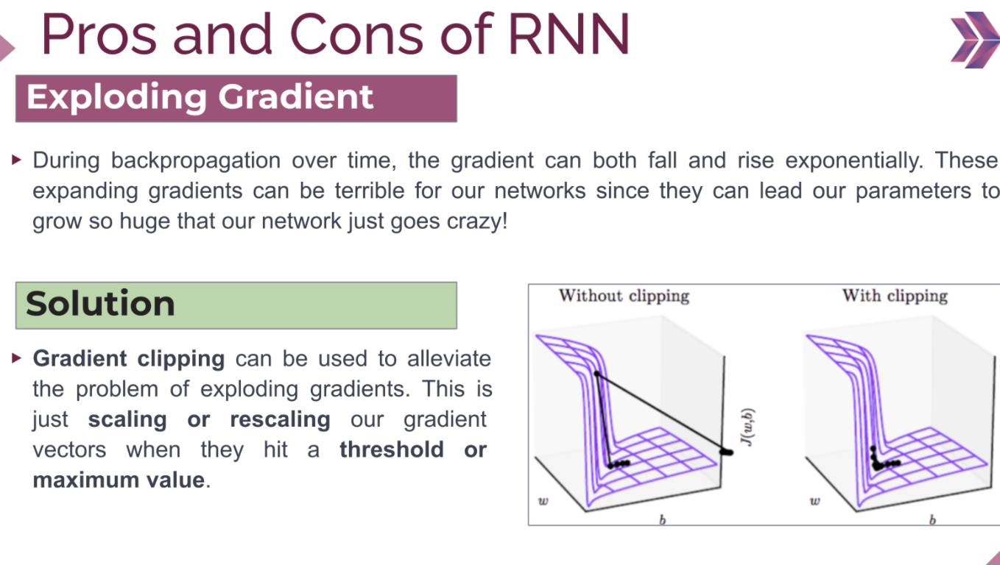 Pros and Cons of RNN
Exploding Gradient
During backpropagation over time, the gradient can both fall and rise exponentially. These
expanding gradients can be terrible for our networks since they can lead our parameters to
grow so huge that our network just goes crazy!
Solution
Gradient clipping can be used to alleviate
the problem of exploding gradients. This is
just scaling or rescaling our gradient
vectors when they hit a threshold or
maximum value.
Without clipping
J(w,b)
w
b
With clipping
w
b